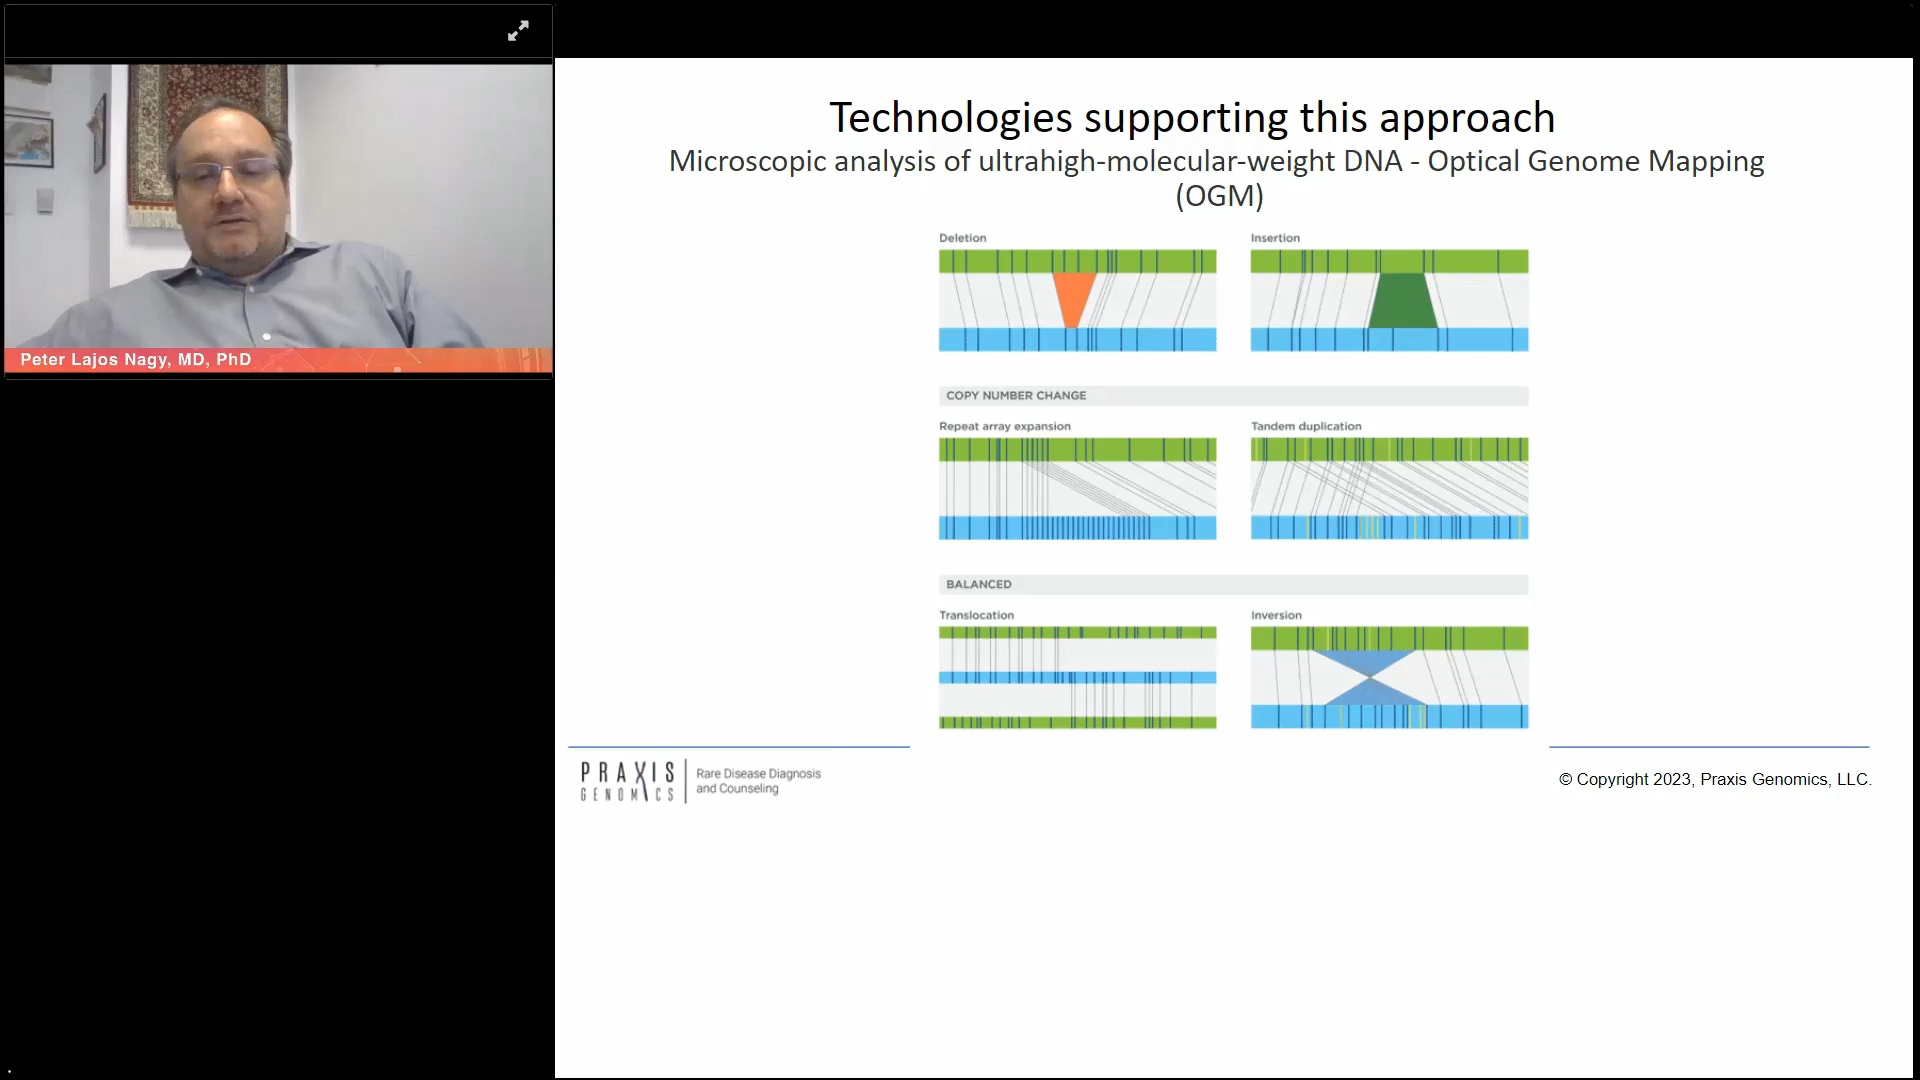 Peter Lajos Nagy, MD, PhD
Technologies supporting this approach
Microscopic analysis of ultrahigh-molecular-weight DNA - Optical Genome Mapping
(OGM)
Deletion
Insertion
COPY NUMBER CHANGE
Repeat array expansion
Tandem duplication
BALANCED
Translocation
Inversion
PRAXIS
GENOMICS
Rare Disease Diagnosis
and Counseling
© Copyright 2023, Praxis Genomics, LLC.